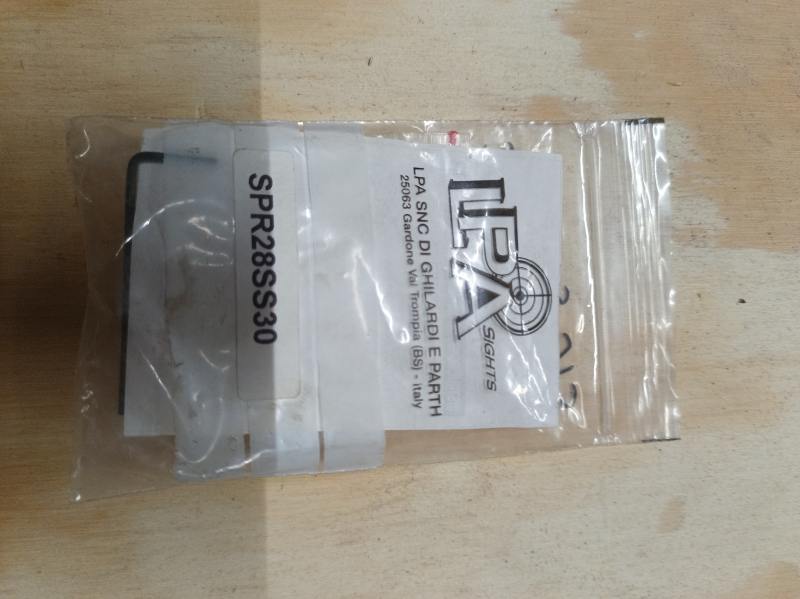 LPA
SIGHTS
LPA SNC DI GHILARDI E PARTH
25063 Gardone Val Trompia (BS) - Italy
SPR28SS30